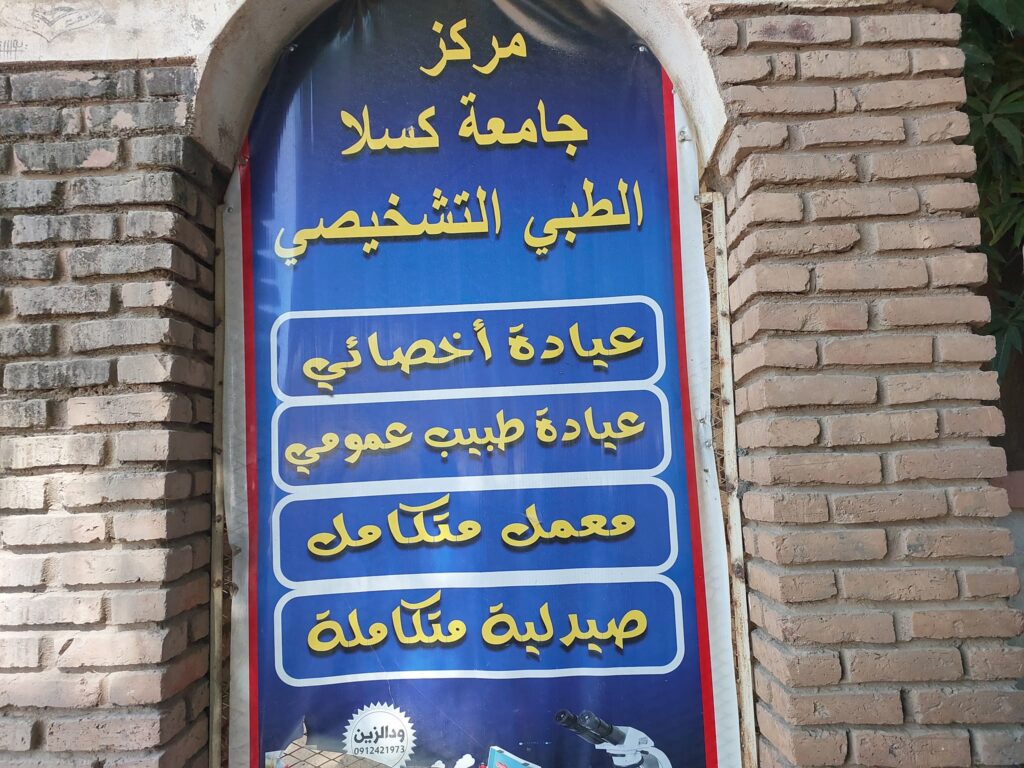 مركز
جامعة كسلا
الطبي التشخيصي
عيادة أخصائي
عيادة طبيب عمومي
معمل متكامل
صيدلية متكاملة
ودالزين
0912421973